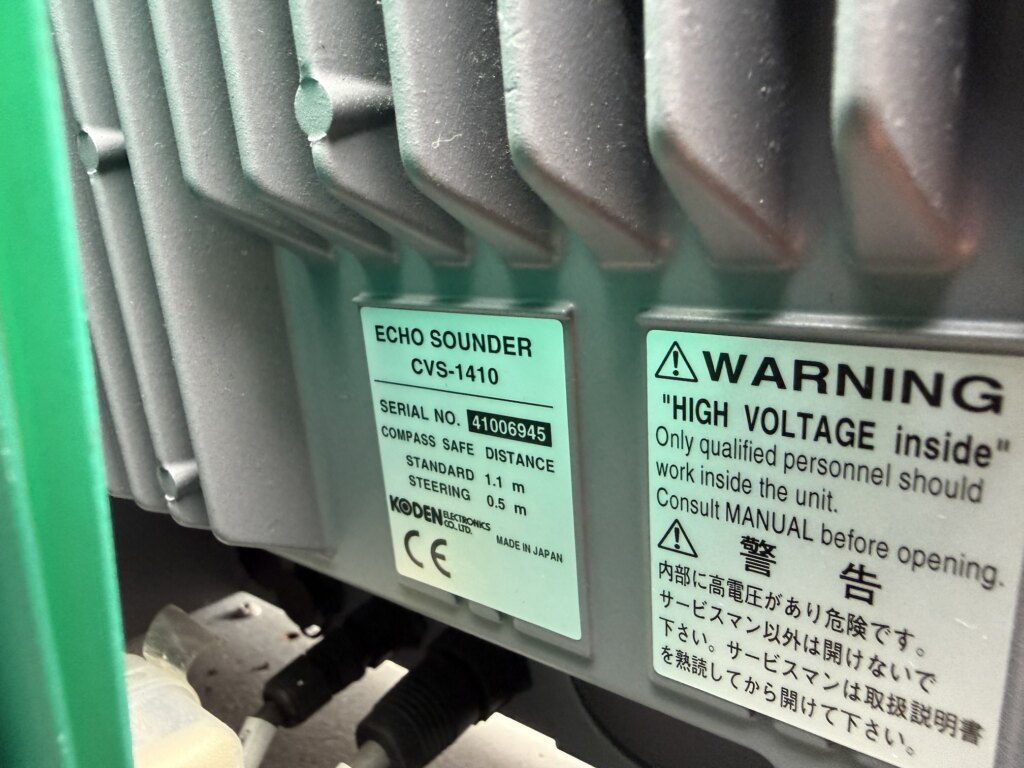 ECHO SOUNDER
CVS-1410
SERIAL NO. 41006945
COMPASS SAFE DISTANCE
STANDARD 1.1 m
STEERING 0.5 m
KODEN ELECTRONICS CO., LTD.
MADE IN JAPAN
CE
WARNING
"HIGH VOLTAGE inside"
Only qualified personnel should
work inside the unit.
Consult MANUAL before opening.
警告
内部に高電圧があり危険です。
サービスマン以外は開けないで
下さい。サービスマンは取扱説明書
を熟読してから開けて下さい。